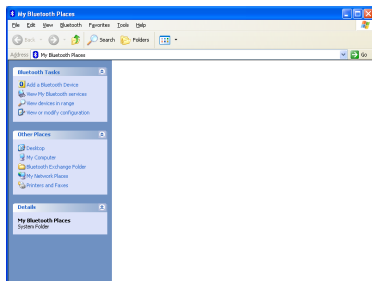 My Bluetooth Places
File Edit View Bluetooth Favorites Tools Help
Back Search Folders
Address My Bluetooth Places Go
Bluetooth Tasks
Add a Bluetooth Device
View My Bluetooth services
View devices in range
View or modify configuration
Other Places
Desktop
My Computer
Bluetooth Exchange Folder
My Network Places
Printers and Faxes
Details
My Bluetooth Places
System Folder